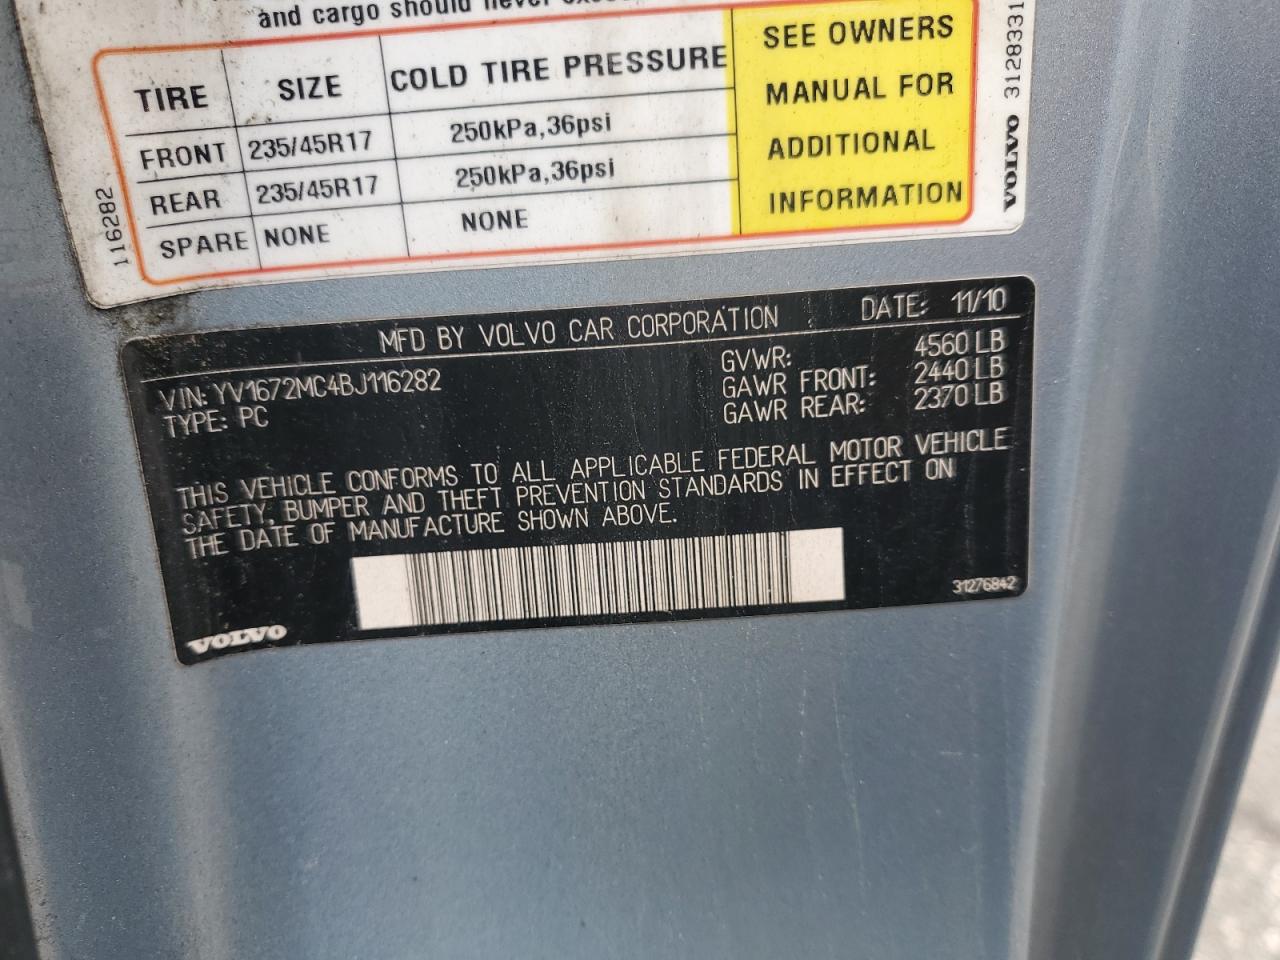 and cargo should never
TIRE SIZE COLD TIRE PRESSURE
FRONT 235/45R17 250kPa,36psi
REAR 235/45R17 250kPa,36psi
SPARE NONE NONE
SEE OWNERS
MANUAL FOR
ADDITIONAL
INFORMATION
116282
VOLVO 31283331
MFD BY VOLVO CAR CORPORATION DATE: 11/10
VIN: YV1672MC4BJ116282
TYPE: PC
GVWR: 4560 LB
GAWR FRONT: 2440 LB
GAWR REAR: 2370 LB
THIS VEHICLE CONFORMS TO ALL APPLICABLE FEDERAL MOTOR VEHICLE
SAFETY, BUMPER AND THEFT PREVENTION STANDARDS IN EFFECT ON
THE DATE OF MANUFACTURE SHOWN ABOVE.
VOLVO
31276842